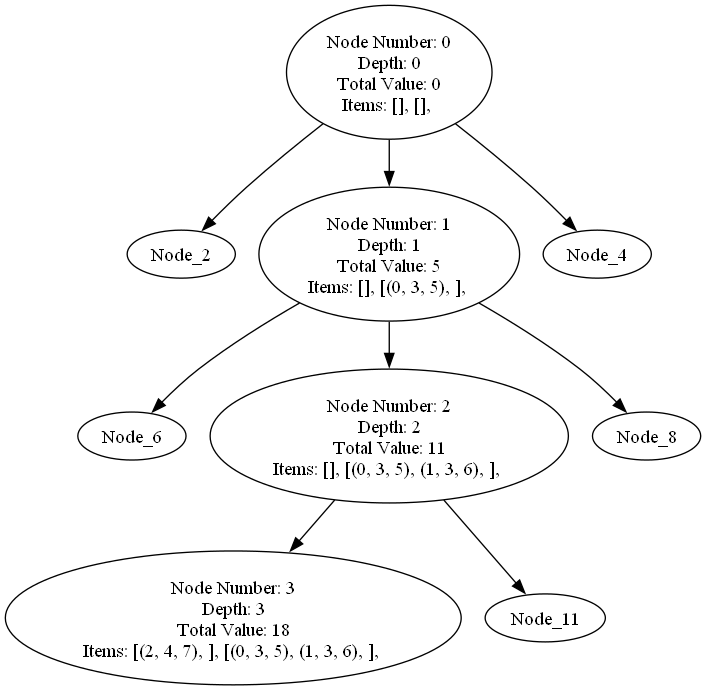 Node Number: 0
Depth: 0
Total Value: 0
Items: [], [],
Node_2
Node Number: 1
Depth: 1
Total Value: 5
Items: [], [(0, 3, 5), ],
Node_4
Node_6
Node Number: 2
Depth: 2
Total Value: 11
Items: [], [(0, 3, 5), (1, 3, 6), ],
Node_8
Node Number: 3
Depth: 3
Total Value: 18
Items: [(2, 4, 7), ], [(0, 3, 5), (1, 3, 6), ],
Node_11